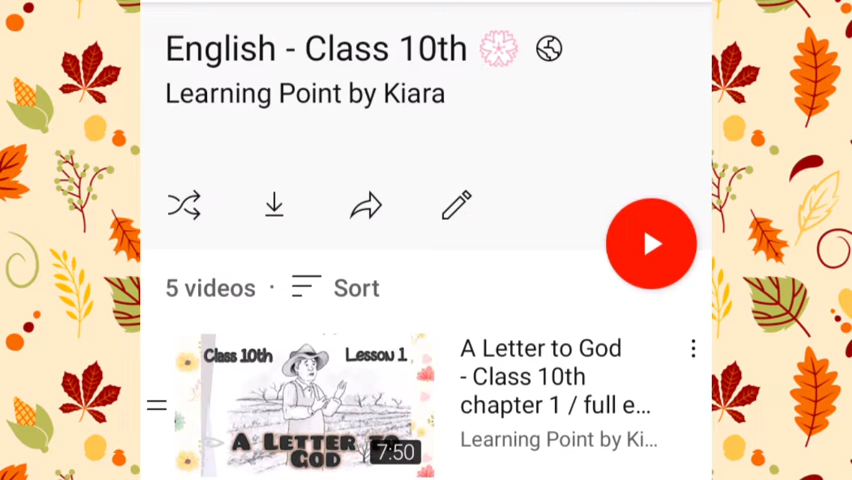 English - Class 10th 💮
Learning Point by Kiara
5 videos · Sort
Class 10th
Lesson 1
A LETTER TO
GOD
7:50
A Letter to God
- Class 10th
chapter 1 / full e...
Learning Point by Ki...